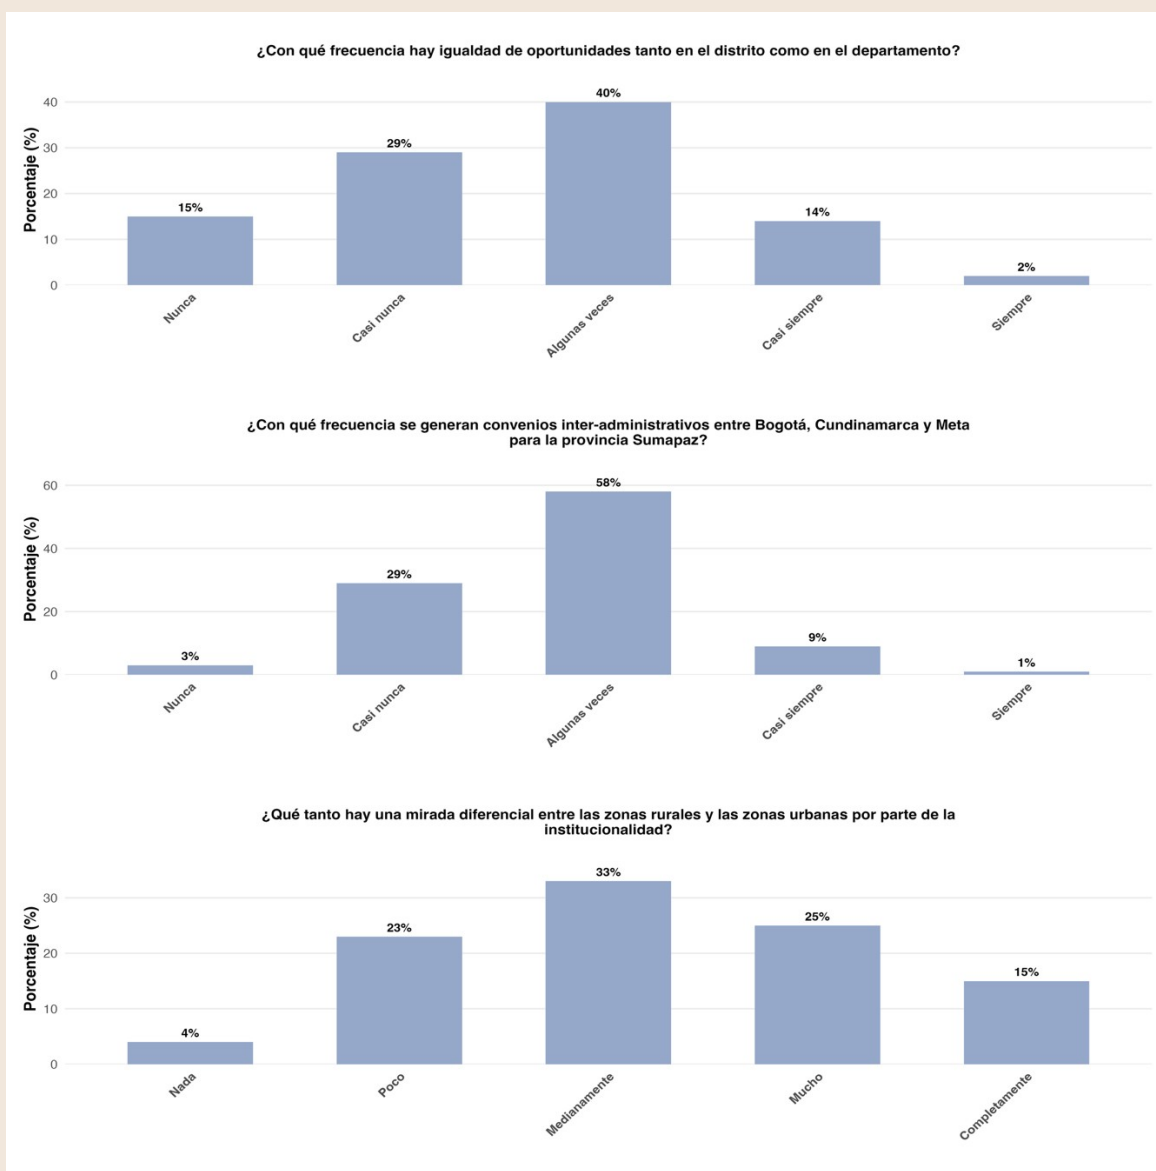 ¿Con qué frecuencia hay igualdad de oportunidades tanto en el distrito como en el departamento?
Porcentaje (%)
40
30
20
10
0
15%
29%
40%
14%
2%
Nunca
Casi nunca
Algunas veces
Casi siempre
Siempre
¿Con qué frecuencia se generan convenios inter-administrativos entre Bogotá, Cundinamarca y Meta
para la provincia Sumapaz?
Porcentaje (%)
60
40
20
0
3%
29%
58%
9%
1%
Nunca
Casi nunca
Algunas veces
Casi siempre
Siempre
¿Qué tanto hay una mirada diferencial entre las zonas rurales y las zonas urbanas por parte de la
institucionalidad?
Porcentaje (%)
30
20
10
0
4%
23%
33%
25%
15%
Nada
Poco
Medianamente
Mucho
Completamente